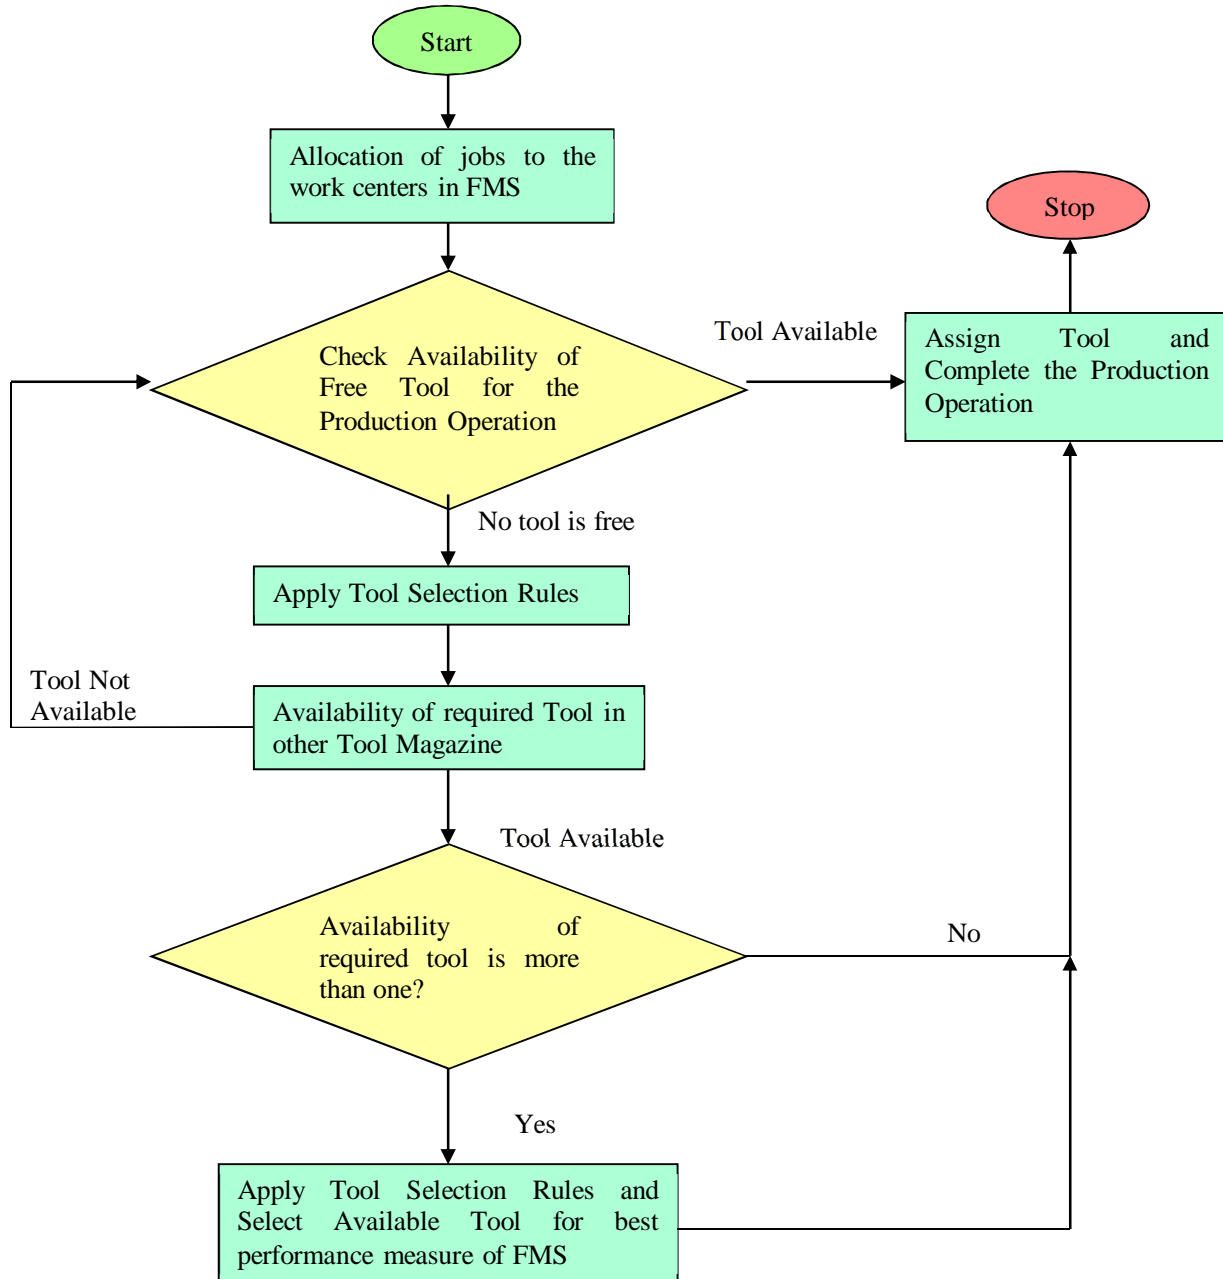 Start
Allocation of jobs to the
work centers in FMS
Stop
Check Availability of
Free Tool for the
Production Operation
Tool Available
Assign Tool and
Complete the Production
Operation
No tool is free
Apply Tool Selection Rules
Tool Not
Available
Availability of required Tool in
other Tool Magazine
Tool Available
Availability of
required tool is more
than one?
No
Yes
Apply Tool Selection Rules and
Select Available Tool for best
performance measure of FMS